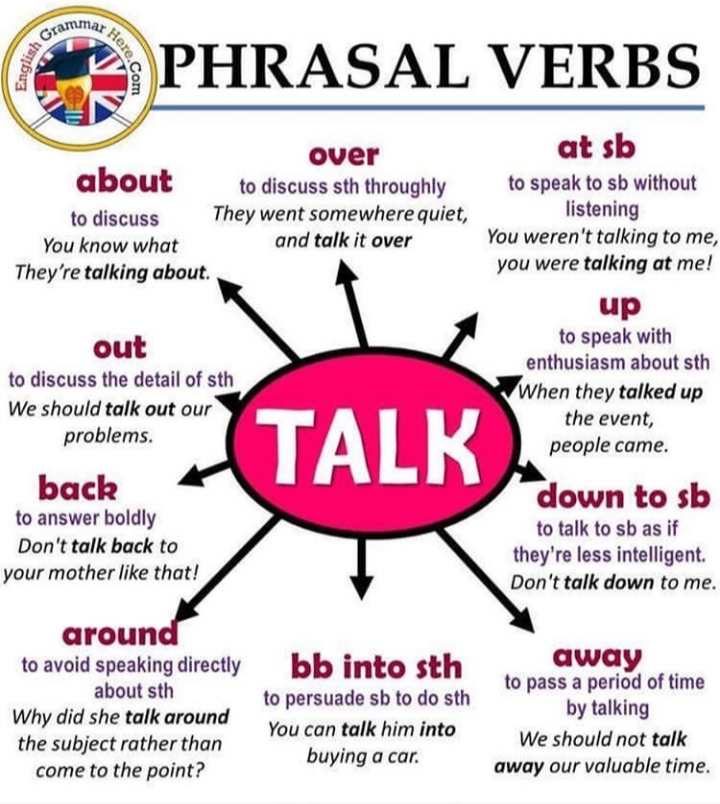 English Grammar Here.Com
PHRASAL VERBS
about
to discuss
You know what
They're talking about.
over
to discuss sth throughly
They went somewhere quiet,
and talk it over
at sb
to speak to sb without
listening
You weren't talking to me,
you were talking at me!
up
to speak with
enthusiasm about sth
When they talked up
the event,
people came.
out
to discuss the detail of sth
We should talk out our
problems.
TALK
back
to answer boldly
Don't talk back to
your mother like that!
down to sb
to talk to sb as if
they're less intelligent.
Don't talk down to me.
around
to avoid speaking directly
about sth
Why did she talk around
the subject rather than
come to the point?
bb into sth
to persuade sb to do sth
You can talk him into
buying a car.
away
to pass a period of time
by talking
We should not talk
away our valuable time.